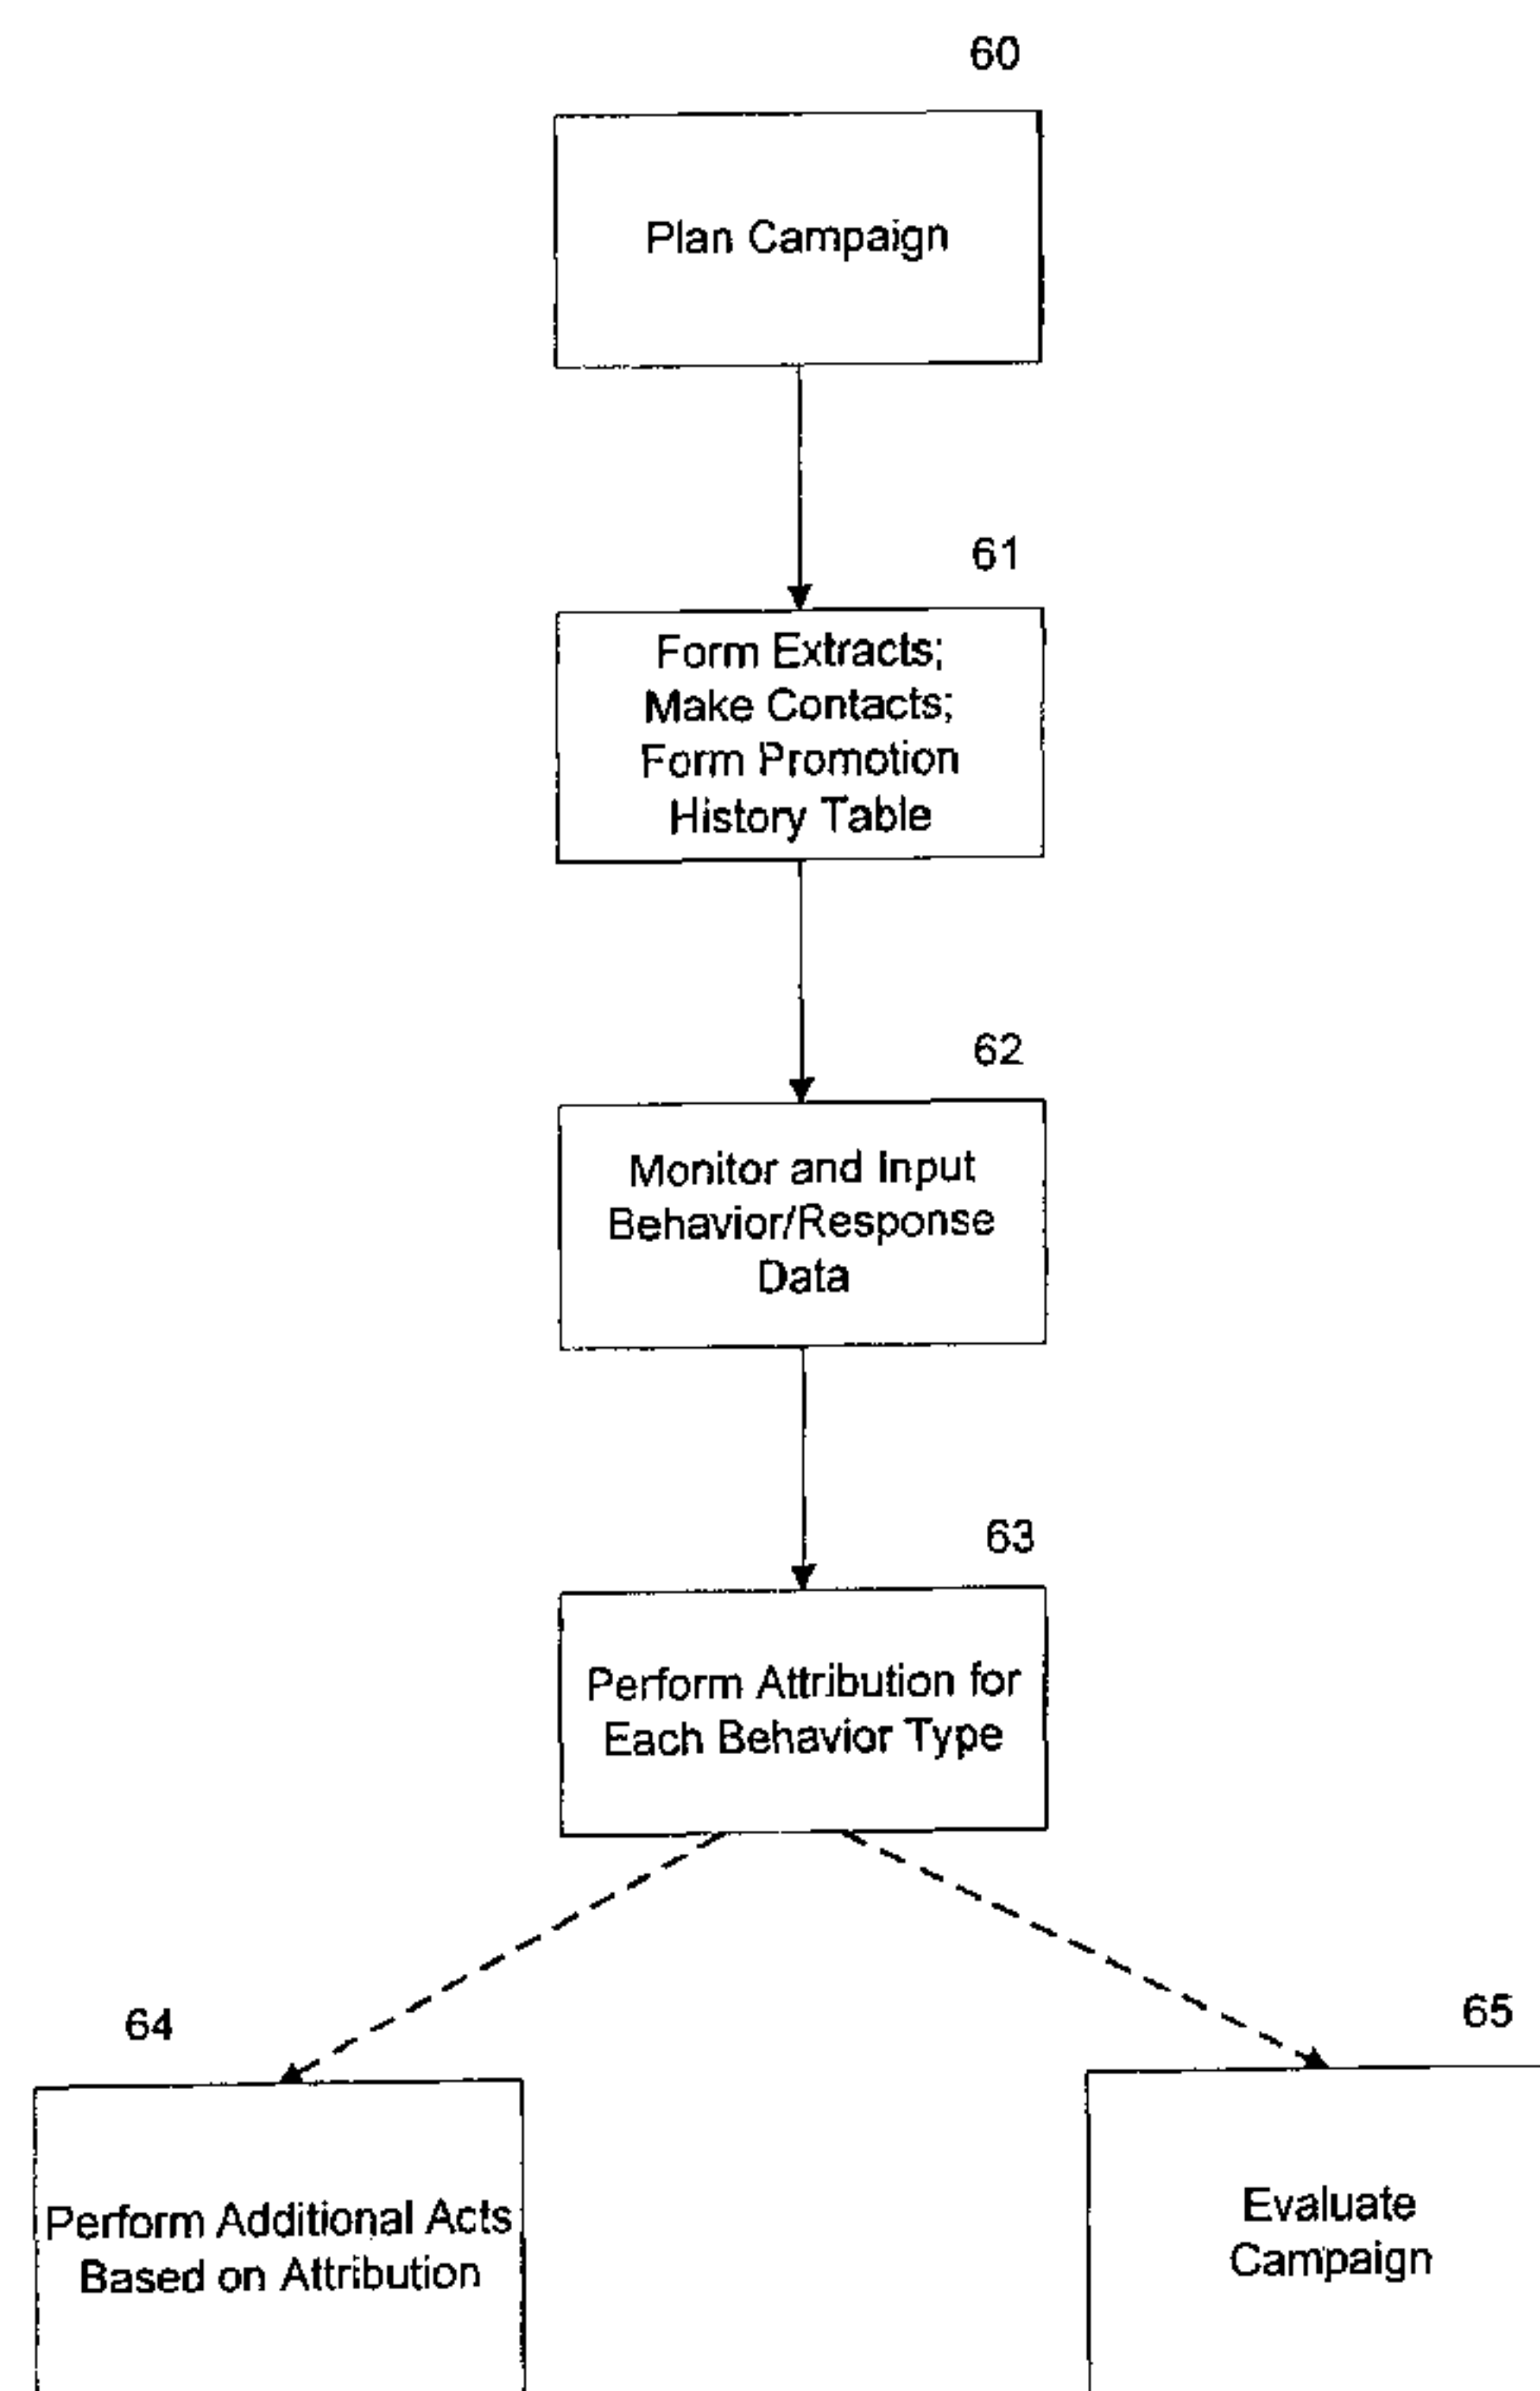 60
Plan Campaign
61
Form Extracts;
Make Contacts;
Form Promotion
History Table
62
Monitor and Input
Behavior/Response
Data
63
Perform Attribution for
Each Behavior Type
64
Perform Additional Acts
Based on Attribution
65
Evaluate
Campaign